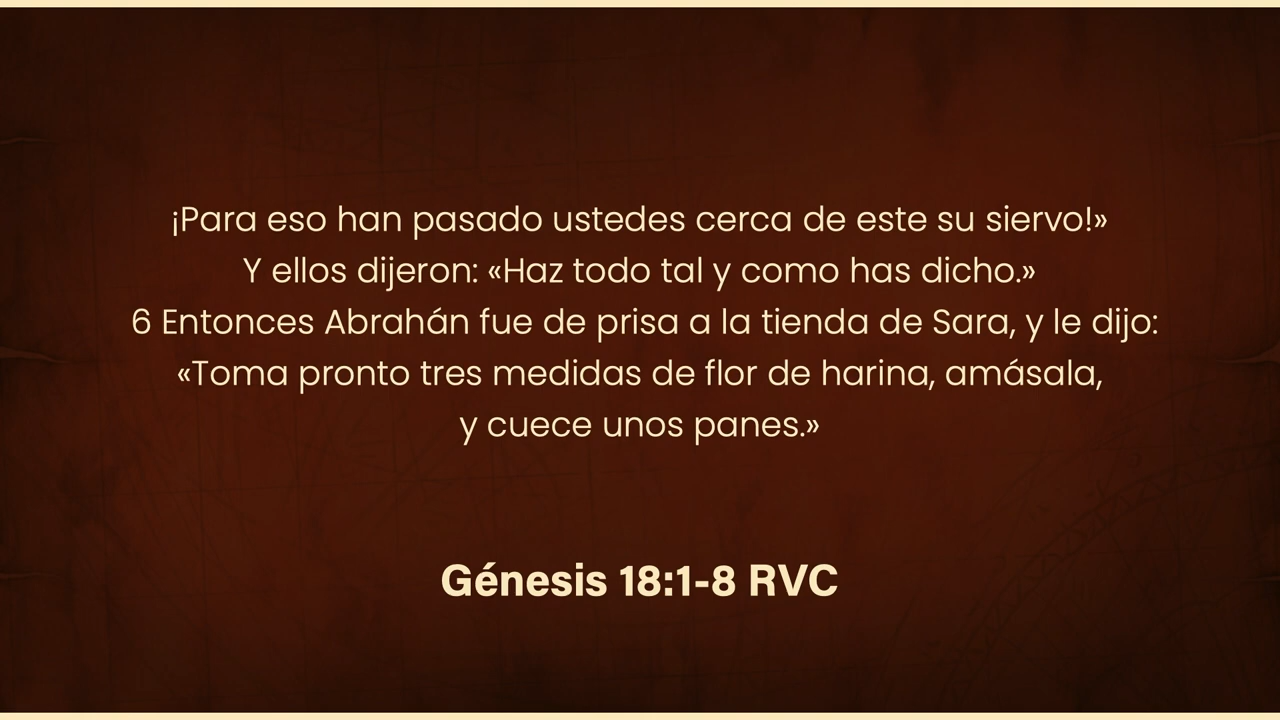 ¡Para eso han pasado ustedes cerca de este su siervo!»
Y ellos dijeron: «Haz todo tal y como has dicho.»
6 Entonces Abrahán fue de prisa a la tienda de Sara, y le dijo:
«Toma pronto tres medidas de flor de harina, amásala,
y cuece unos panes.»
Génesis 18:1-8 RVC